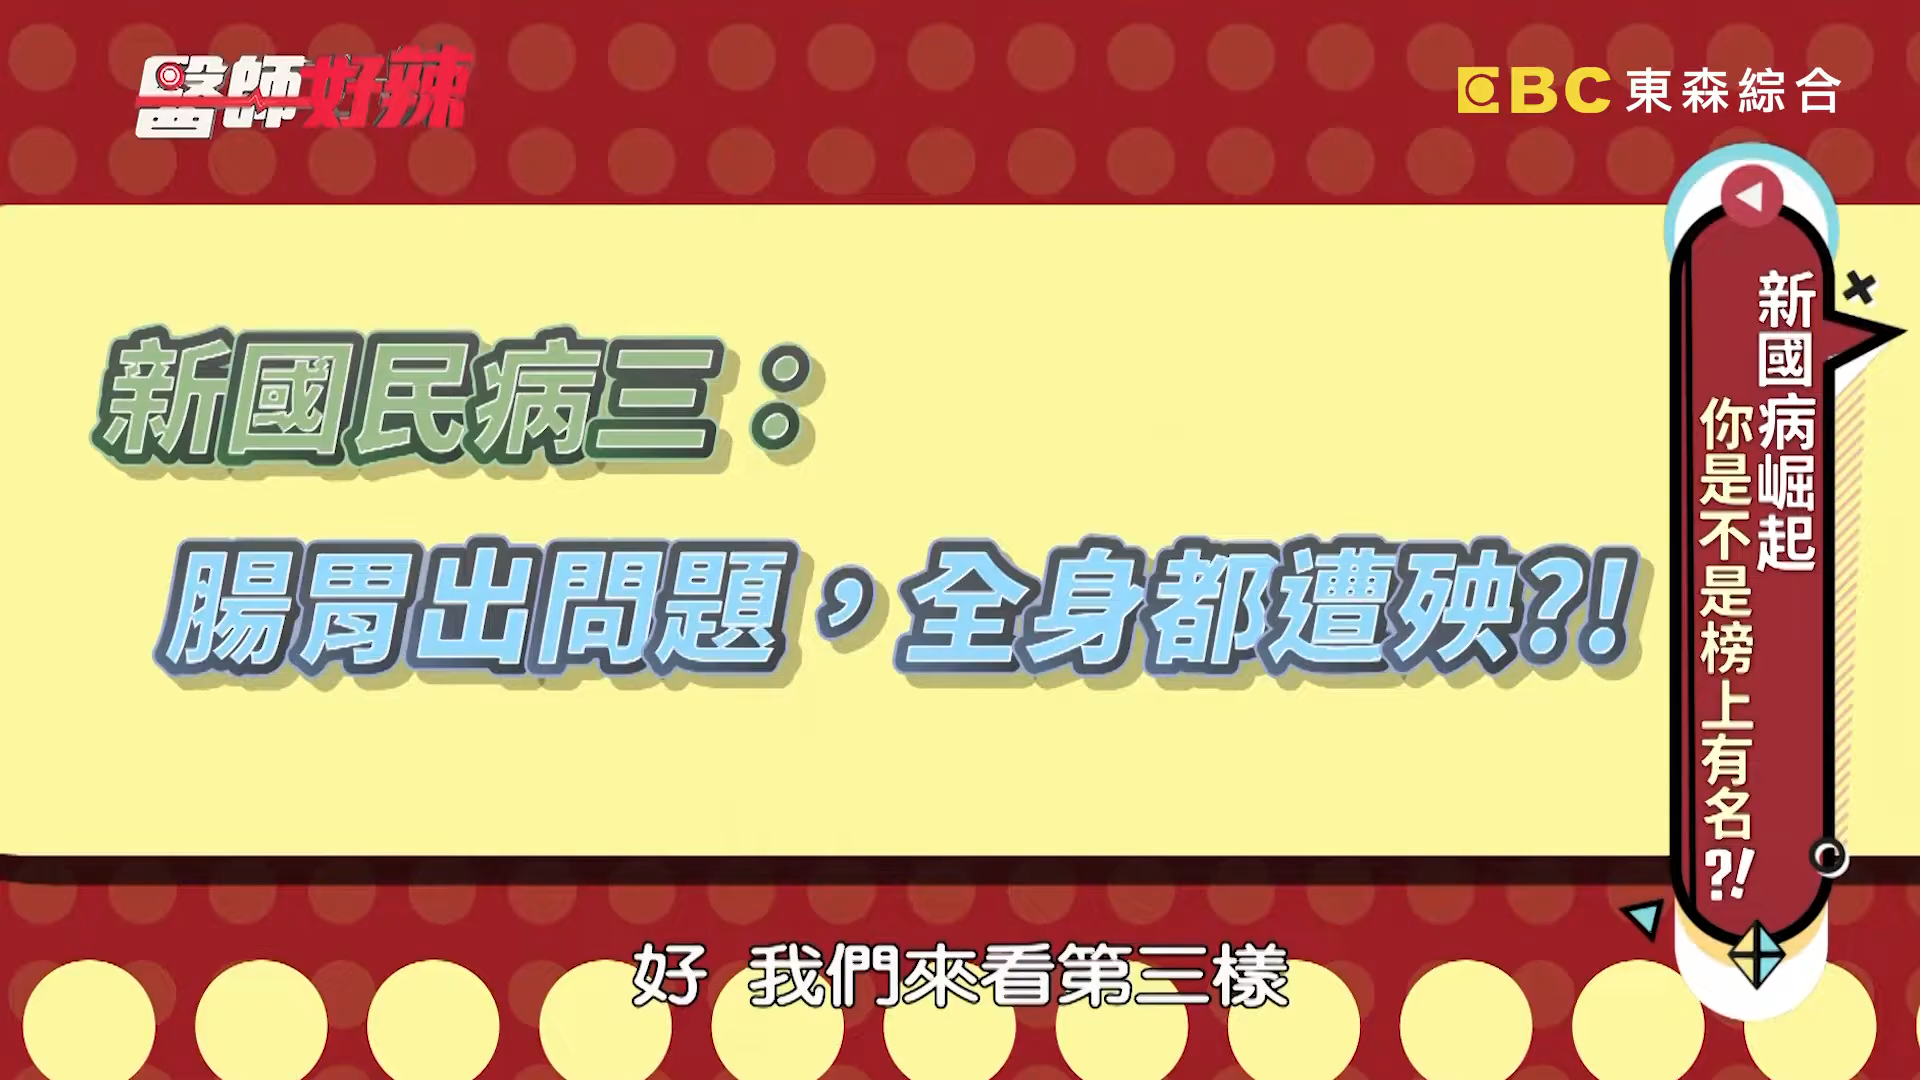 醫師好辣
EBC 東森綜合
新國民病三：
腸胃出問題，全身都遭殃?!
新國病崛起
你是不是榜上有名?!
好 我們來看第三樣